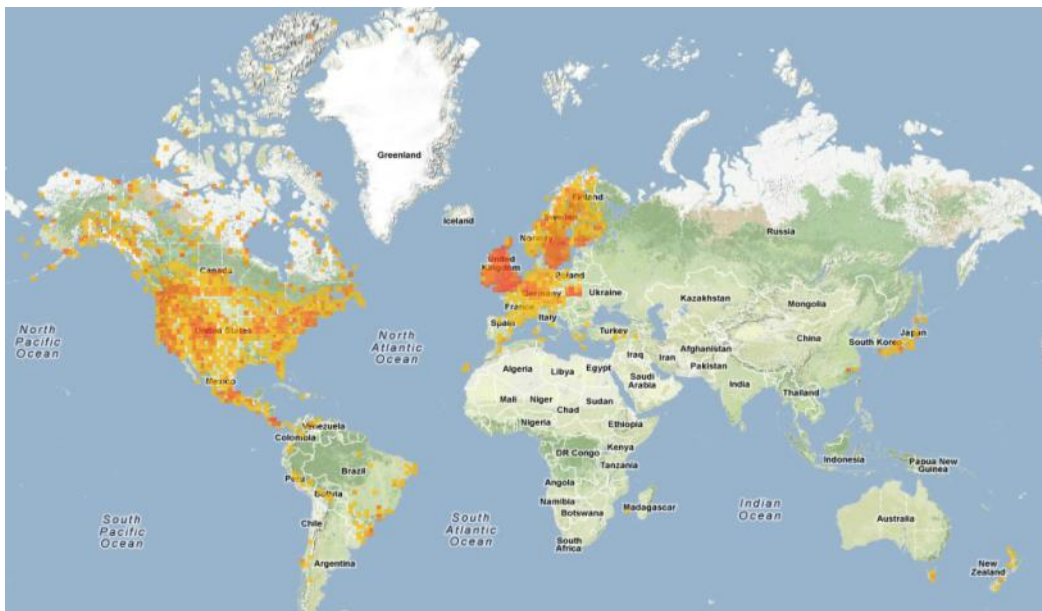 Greenland
Iceland
Finland
Sweden
Norway
Russia
United
Kingdom
Poland
Germany
Ukraine
France
Kazakhstan
Mongolia
Canada
Italy
Spain
Turkey
North
Pacific
Ocean
United States
North
Atlantic
Ocean
Japan
South Korea
China
Afghanistan
Iraq
Iran
Pakistan
Algeria
Libya
Egypt
Saudi
Arabia
India
Mexico
Mali
Niger
Chad
Sudan
Thailand
Venezuela
Colombia
Nigeria
Ethiopia
Kenya
DR Congo
Tanzania
Indonesia
Papua New
Guinea
Brazil
Peru
Bolivia
Angola
Namibia
Botswana
Madagascar
Indian
Ocean
South
Pacific
Ocean
Chile
South
Atlantic
Ocean
Australia
South
Africa
Argentina
New
Zealand